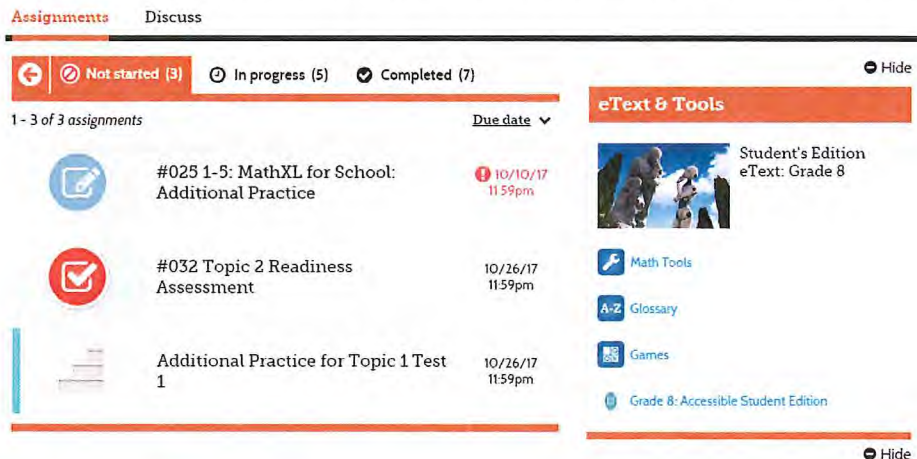 Assignments Discuss
Not started (3) In progress (5) Completed (7)
Hide
1 - 3 of 3 assignments Due date
#025 1-5: MathXL for School:
Additional Practice
10/10/17
11:59pm
#032 Topic 2 Readiness
Assessment
10/26/17
11:59pm
Additional Practice for Topic 1 Test
1
10/26/17
11:59pm
eText & Tools
Student's Edition
eText: Grade 8
Math Tools
A-Z Glossary
Games
Grade 8: Accessible Student Edition
Hide